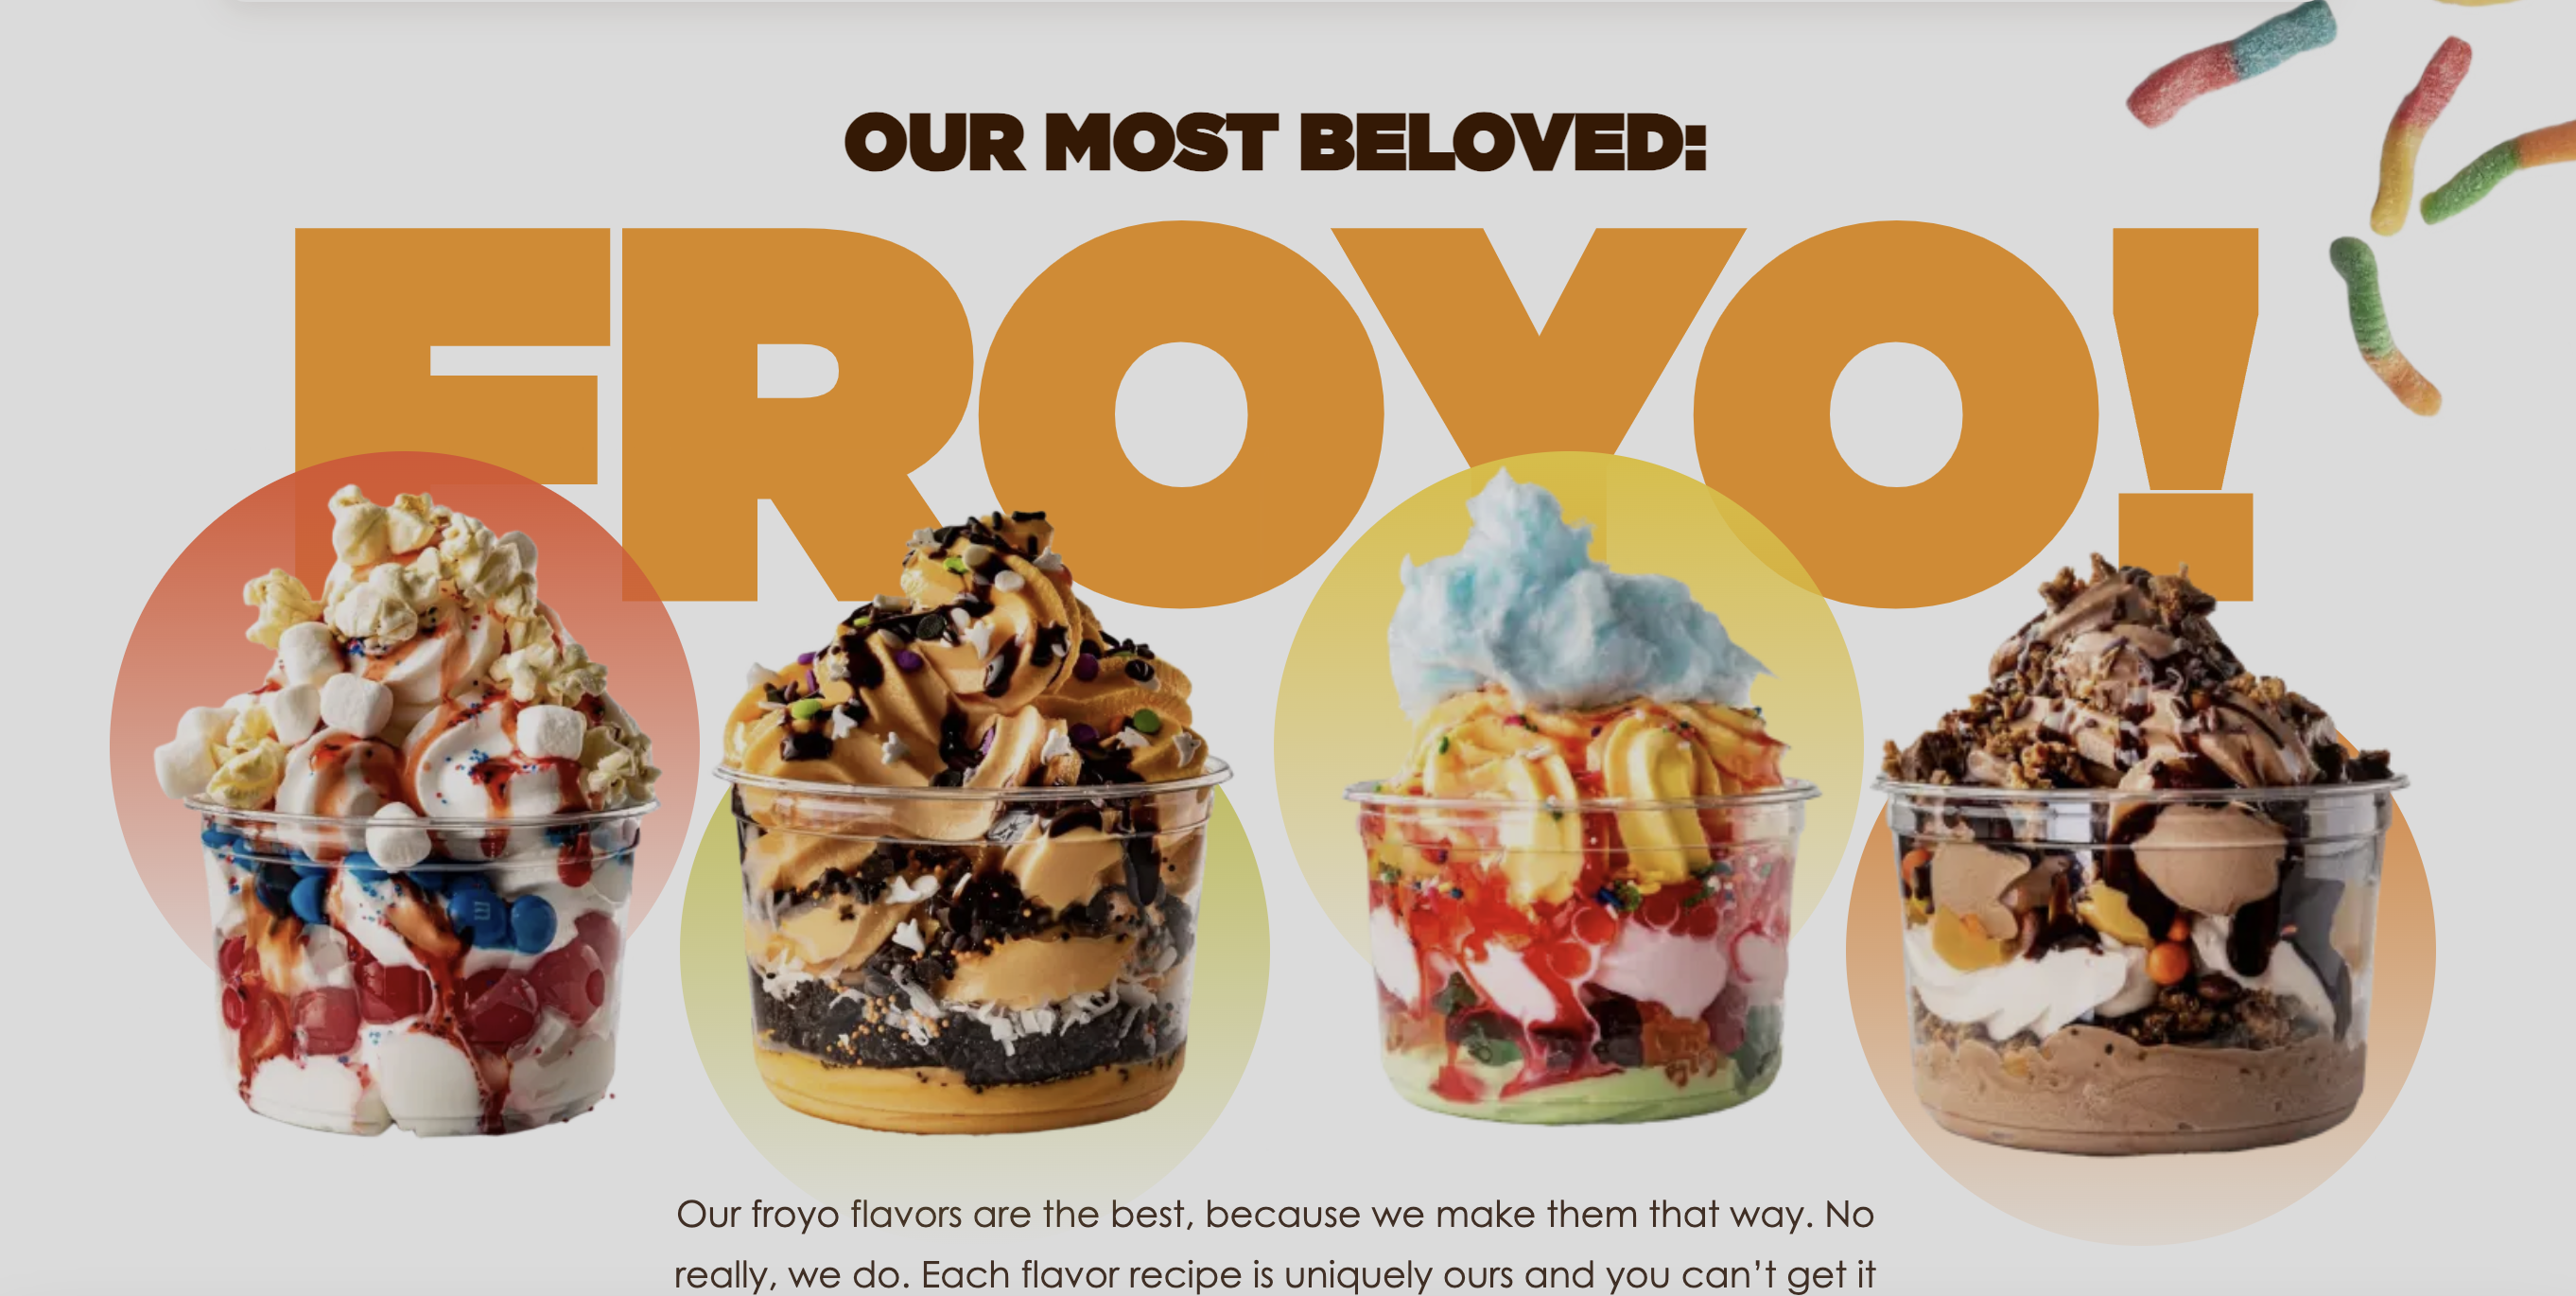 OUR MOST BELOVED:
FROYO!
Our froyo flavors are the best, because we make them that way. No
really, we do. Each flavor recipe is uniquely ours and you can’t get it